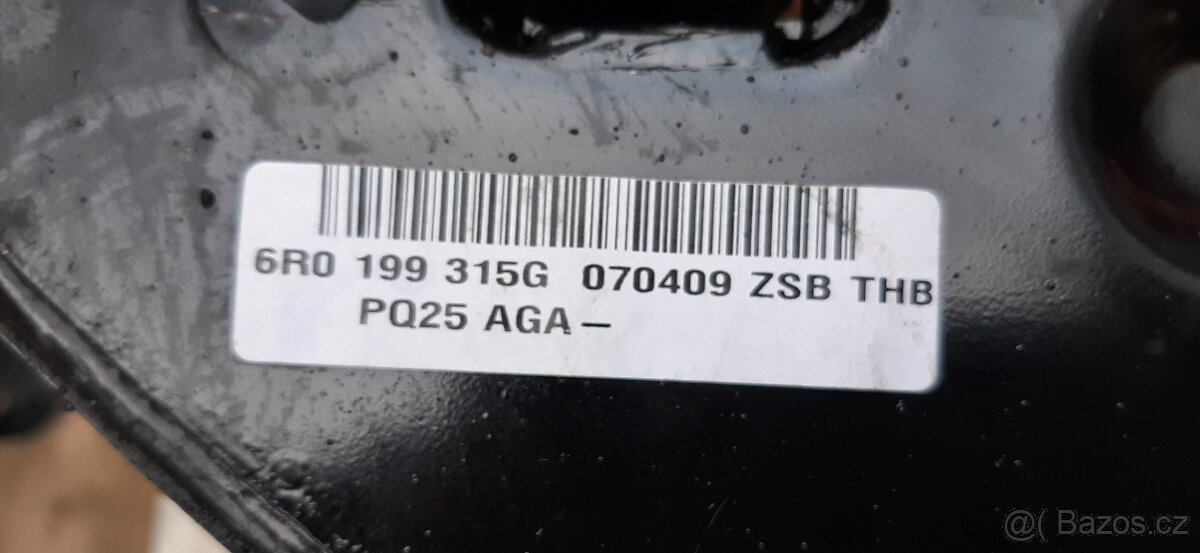 6R0 199 315G 070409 ZSB THB
PQ25 AGA –
@( Bazos.cz